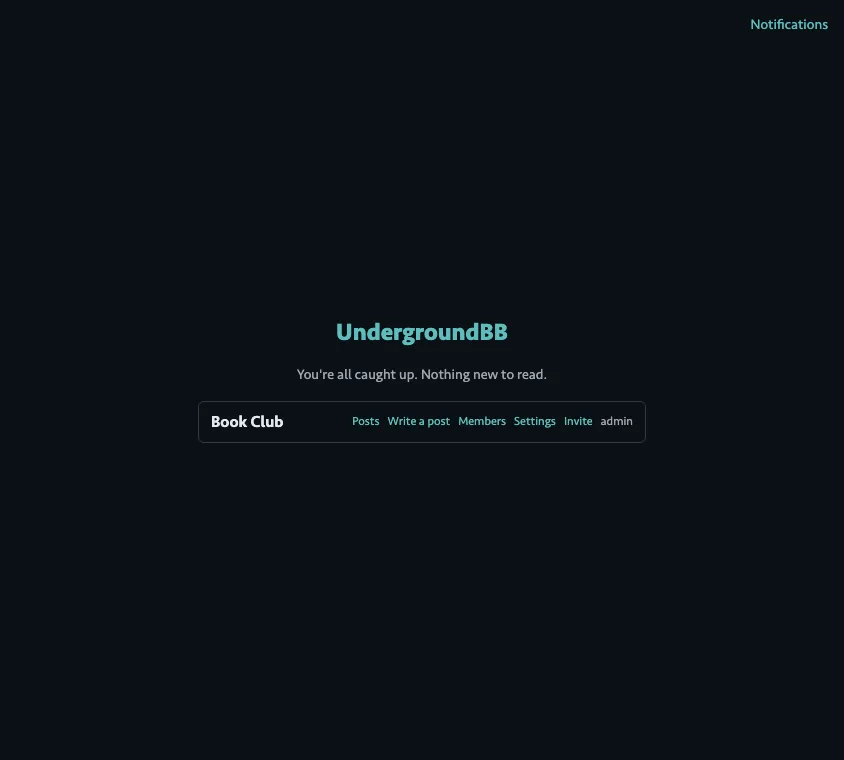 Notifications
UndergroundBB
You're all caught up. Nothing new to read.
Book Club Posts Write a post Members Settings Invite admin